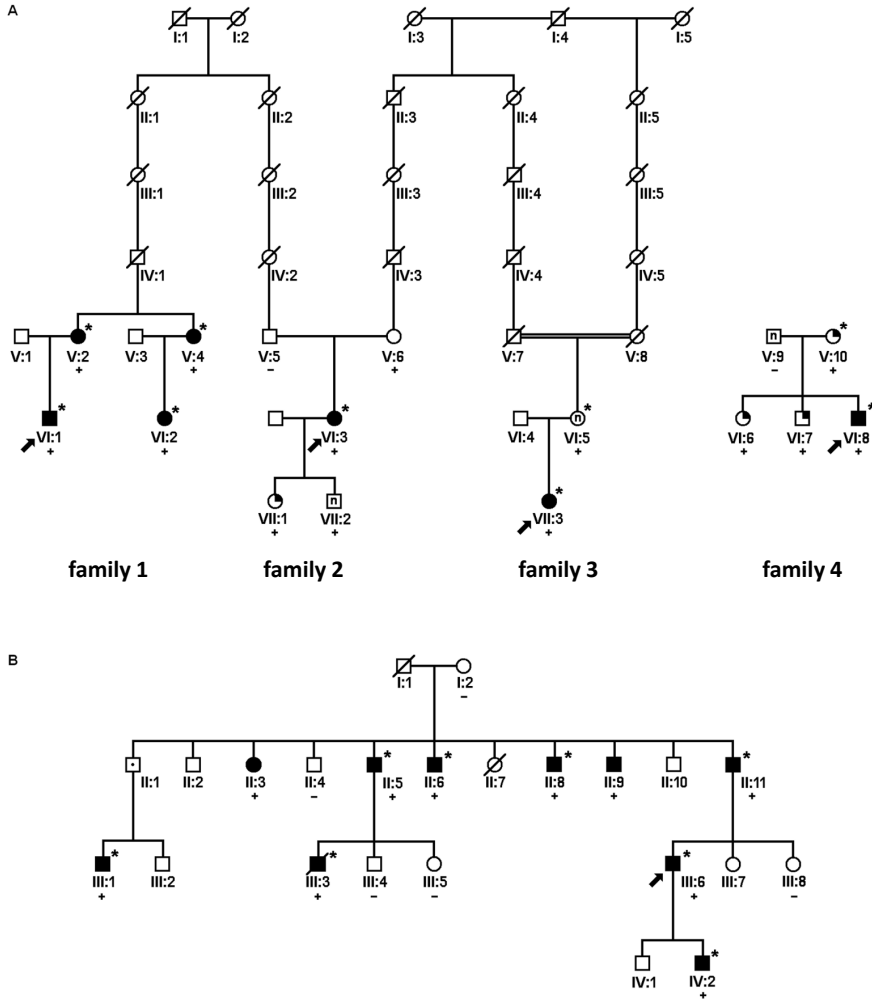 A
I:1 I:2 I:3 I:4 I:5
II:1 II:2 II:3 II:4 II:5
III:1 III:2 III:3 III:4 III:5
IV:1 IV:2 IV:3 IV:4 IV:5
* * n *
V:1 V:2 V:3 V:4 V:5 V:6 V:7 V:8 V:9 V:10
+ + - + - +
* * * n * *
VI:1 VI:2 VI:3 VI:4 VI:5 VI:6 VI:7 VI:8
+ + + + + + +
n *
VII:1 VII:2 VII:3
+ + +
family 1 family 2 family 3 family 4
B
I:1 I:2
-
* * * *
II:1 II:2 II:3 II:4 II:5 II:6 II:7 II:8 II:9 II:10 II:11
+ - + + + + +
* * *
III:1 III:2 III:3 III:4 III:5 III:6 III:7 III:8
+ + - - + -
*
IV:1 IV:2
+